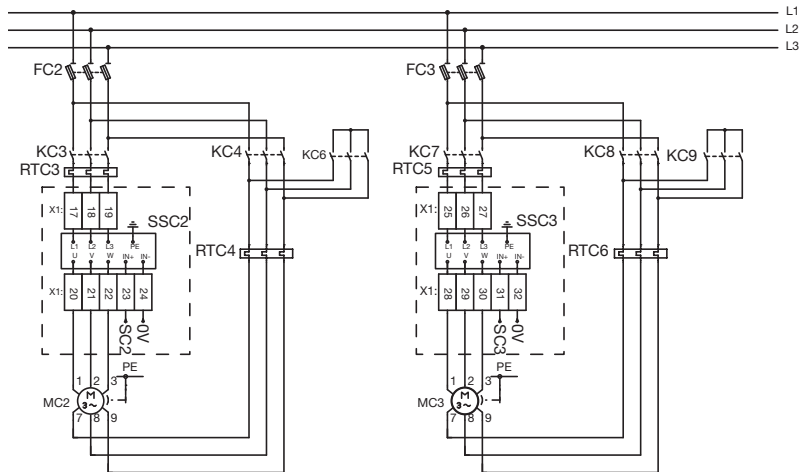 L1
L2
L3
FC2
FC3
KC3
KC4
KC6
KC7
KC8
KC9
RTC3
RTC5
X1: 17 18 19
SSC2
X1: 25 26 27
SSC3
L1 L2 L3 PE
U V W IN+ IN-
L1 L2 L3 PE
U V W IN+ IN-
RTC4
RTC6
X1: 20 21 22 23 24
X1: 28 29 30 31 32
SC2 0V
SC3 0V
PE
PE
1 2 3
1 2 3
MC2 M 3~
MC3 M 3~
7 8 9
7 8 9